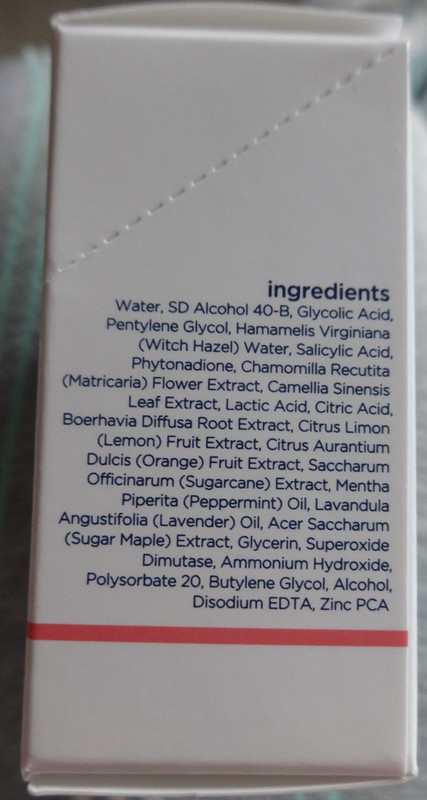 ingredients
Water, SD Alcohol 40-B, Glycolic Acid,
Pentylene Glycol, Hamamelis Virginiana
(Witch Hazel) Water, Salicylic Acid,
Phytonadione, Chamomilla Recutita
(Matricaria) Flower Extract, Camellia Sinensis
Leaf Extract, Lactic Acid, Citric Acid,
Boerhavia Diffusa Root Extract, Citrus Limon
(Lemon) Fruit Extract, Citrus Aurantium
Dulcis (Orange) Fruit Extract, Saccharum
Officinarum (Sugarcane) Extract, Mentha
Piperita (Peppermint) Oil, Lavandula
Angustifolia (Lavender) Oil, Acer Saccharum
(Sugar Maple) Extract, Glycerin, Superoxide
Dimutase, Ammonium Hydroxide,
Polysorbate 20, Butylene Glycol, Alcohol,
Disodium EDTA, Zinc PCA